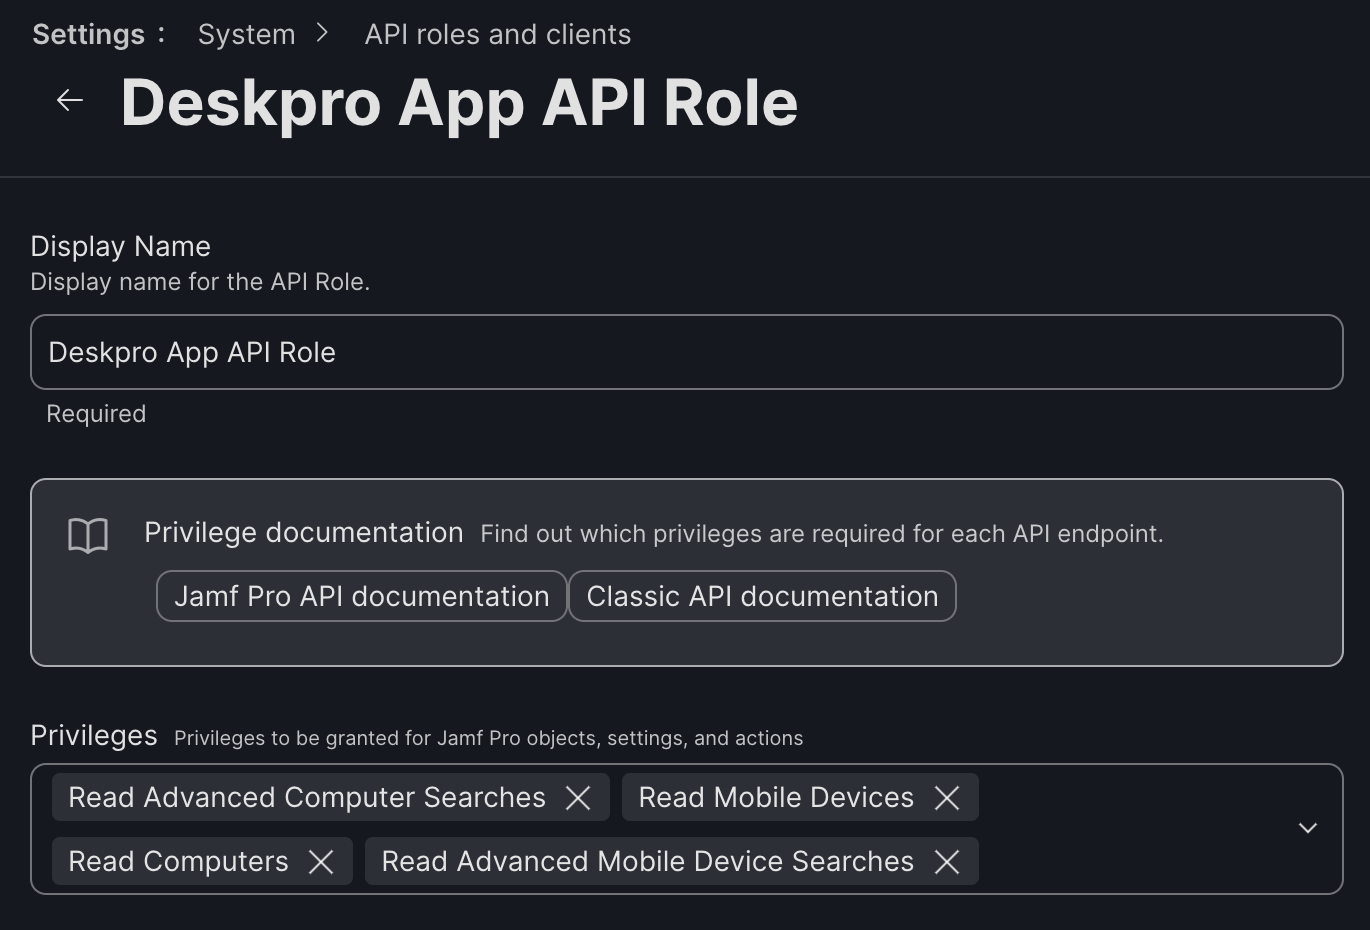 Settings : System > API roles and clients
← Deskpro App API Role
Display Name
Display name for the API Role.
Deskpro App API Role
Required
Privilege documentation Find out which privileges are required for each API endpoint.
Jamf Pro API documentation Classic API documentation
Privileges Privileges to be granted for Jamf Pro objects, settings, and actions
Read Advanced Computer Searches Read Mobile Devices
Read Computers Read Advanced Mobile Device Searches